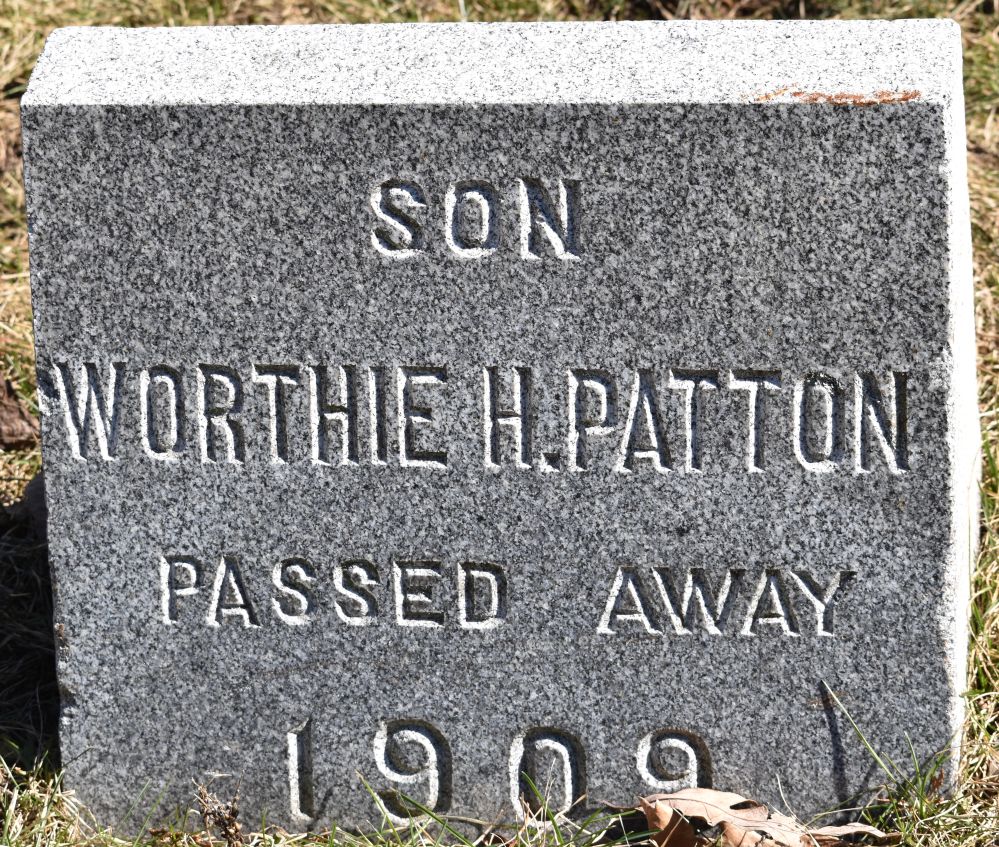 SON
WORTHIE H. PATTON
PASSED AWAY
1909